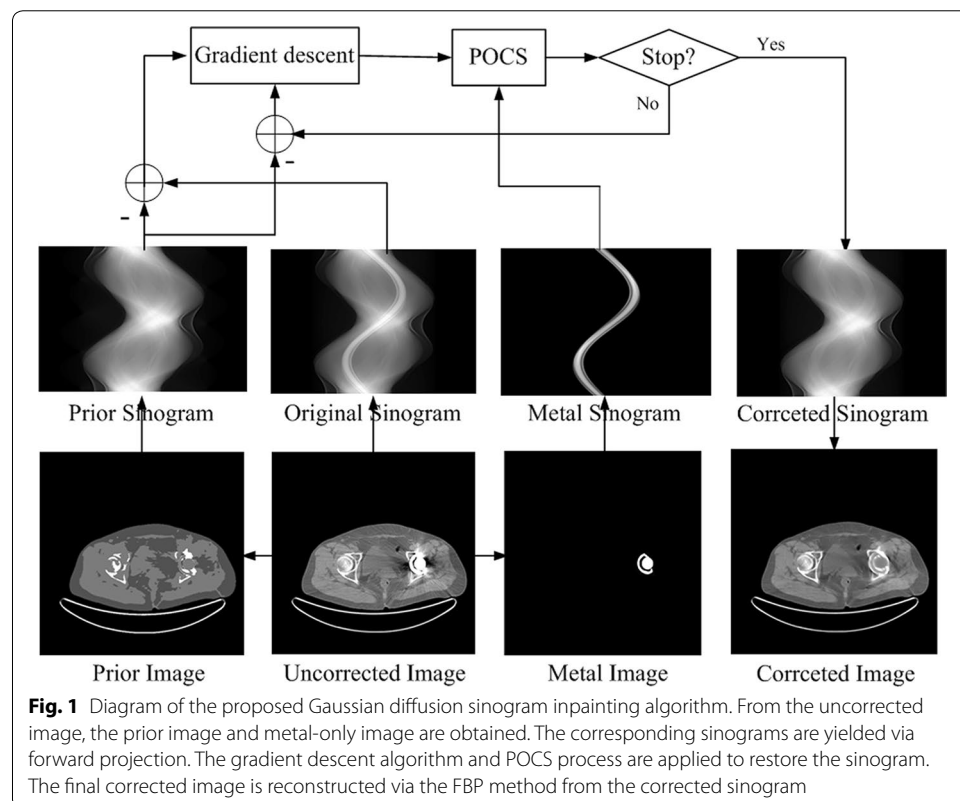 Gradient descent
POCS
Stop?
Yes
No
-
-
Prior Sinogram
Original Sinogram
Metal Sinogram
Corrceted Sinogram
Prior Image
Uncorrected Image
Metal Image
Corrceted Image
Fig. 1 Diagram of the proposed Gaussian diffusion sinogram inpainting algorithm. From the uncorrected
image, the prior image and metal-only image are obtained. The corresponding sinograms are yielded via
forward projection. The gradient descent algorithm and POCS process are applied to restore the sinogram.
The final corrected image is reconstructed via the FBP method from the corrected sinogram